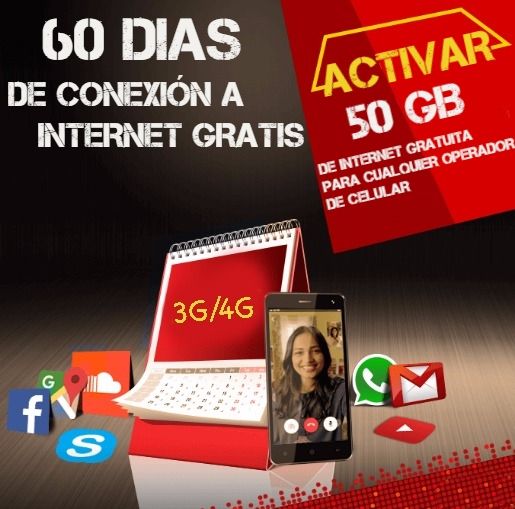 60 DIAS
DE CONEXIÓN A
INTERNET GRATIS
ACTIVAR
50 GB
DE INTERNET GRATUITA
PARA CUALQUIER OPERADOR
DE CELULAR
3G/4G